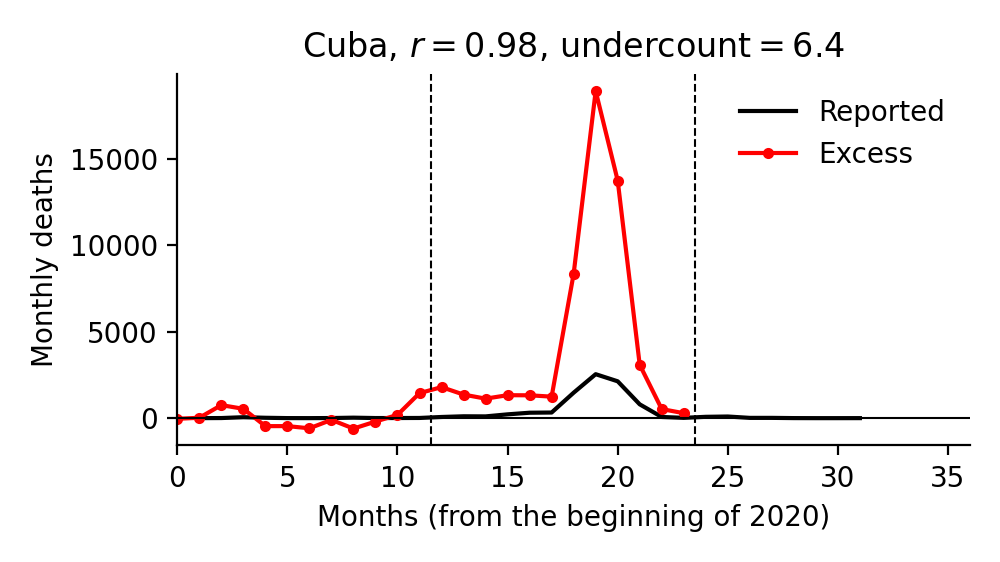 Cuba, r = 0.98, undercount = 6.4
Reported
Excess
Monthly deaths
15000
10000
5000
0
0 5 10 15 20 25 30 35
Months (from the beginning of 2020)